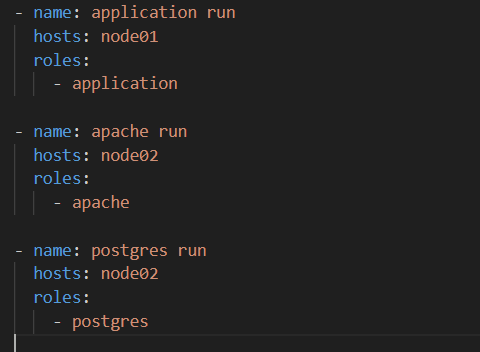 - name: application run
  hosts: node01
  roles:
    - application

- name: apache run
  hosts: node02
  roles:
    - apache

- name: postgres run
  hosts: node02
  roles:
    - postgres